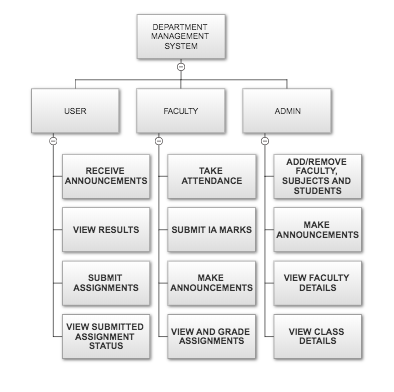 DEPARTMENT
MANAGEMENT
SYSTEM
USER
FACULTY
ADMIN
RECEIVE
ANNOUNCEMENTS
VIEW RESULTS
SUBMIT
ASSIGNMENTS
VIEW SUBMITTED
ASSIGNMENT
STATUS
TAKE
ATTENDANCE
SUBMIT IA MARKS
MAKE
ANNOUNCEMENTS
VIEW AND GRADE
ASSIGNMENTS
ADD/REMOVE
FACULTY,
SUBJECTS AND
STUDENTS
MAKE
ANNOUNCEMENTS
VIEW FACULTY
DETAILS
VIEW CLASS
DETAILS